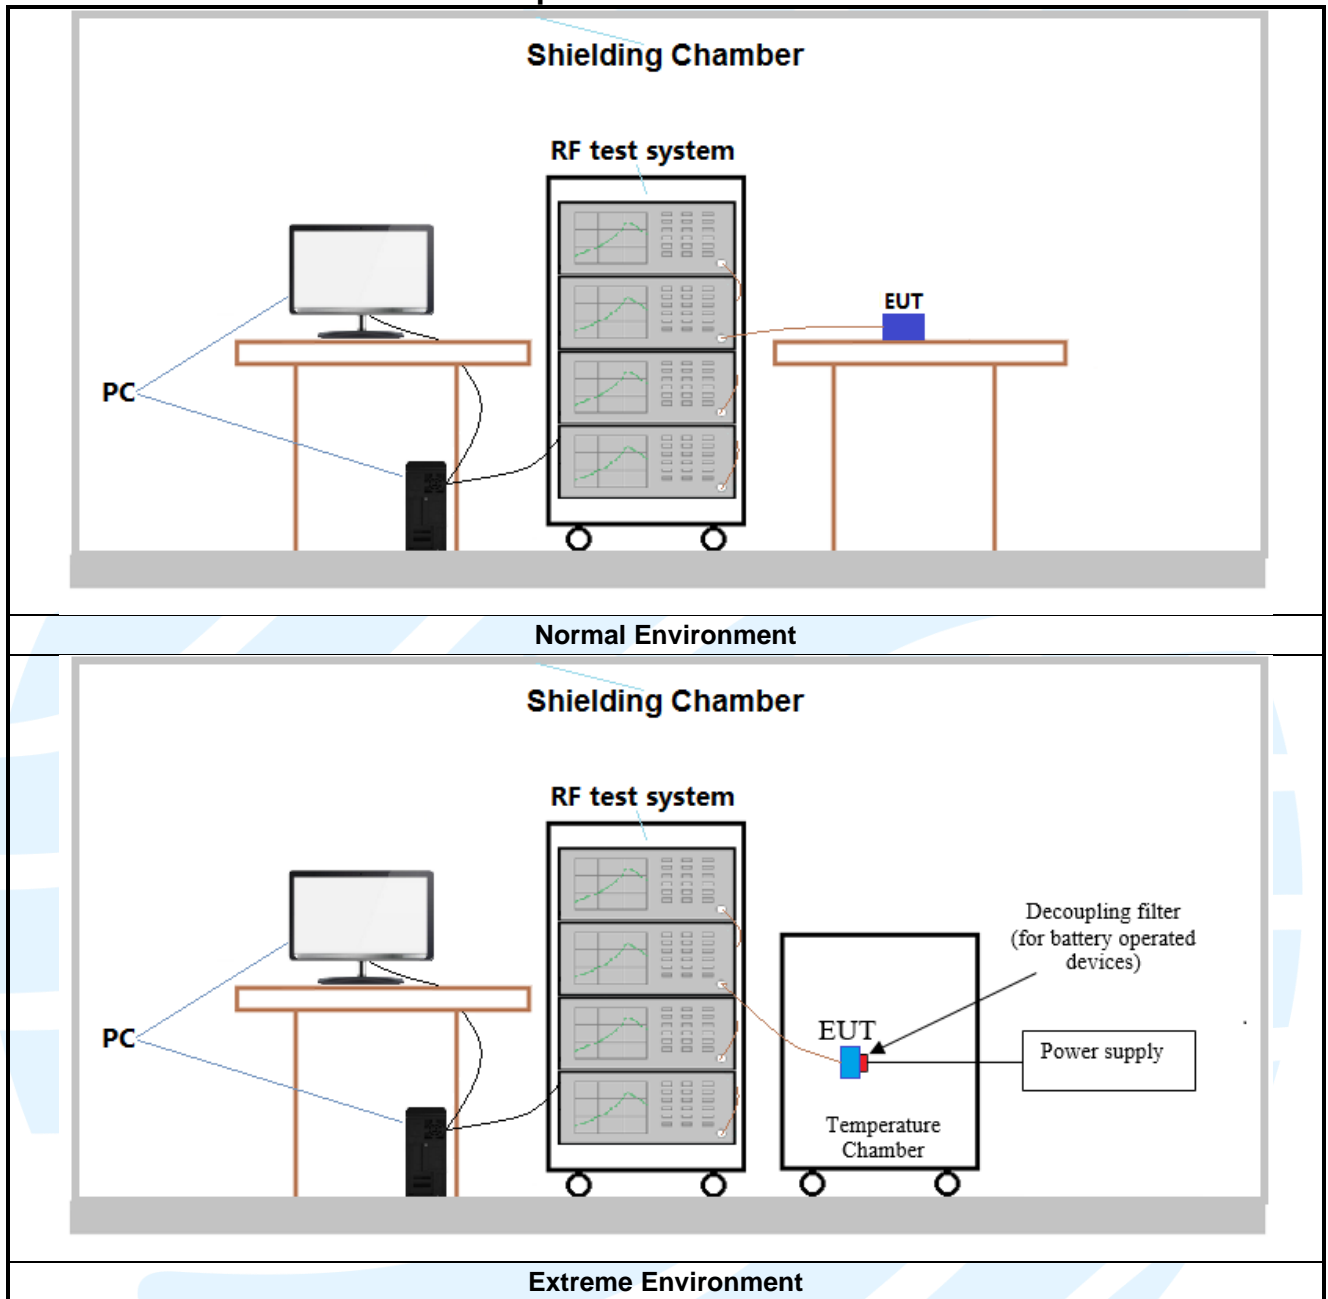 Shielding Chamber
RF test system
EUT
PC
Normal Environment
Shielding Chamber
RF test system
Decoupling filter
(for battery operated
devices)
EUT
Power supply
PC
Temperature
Chamber
Extreme Environment